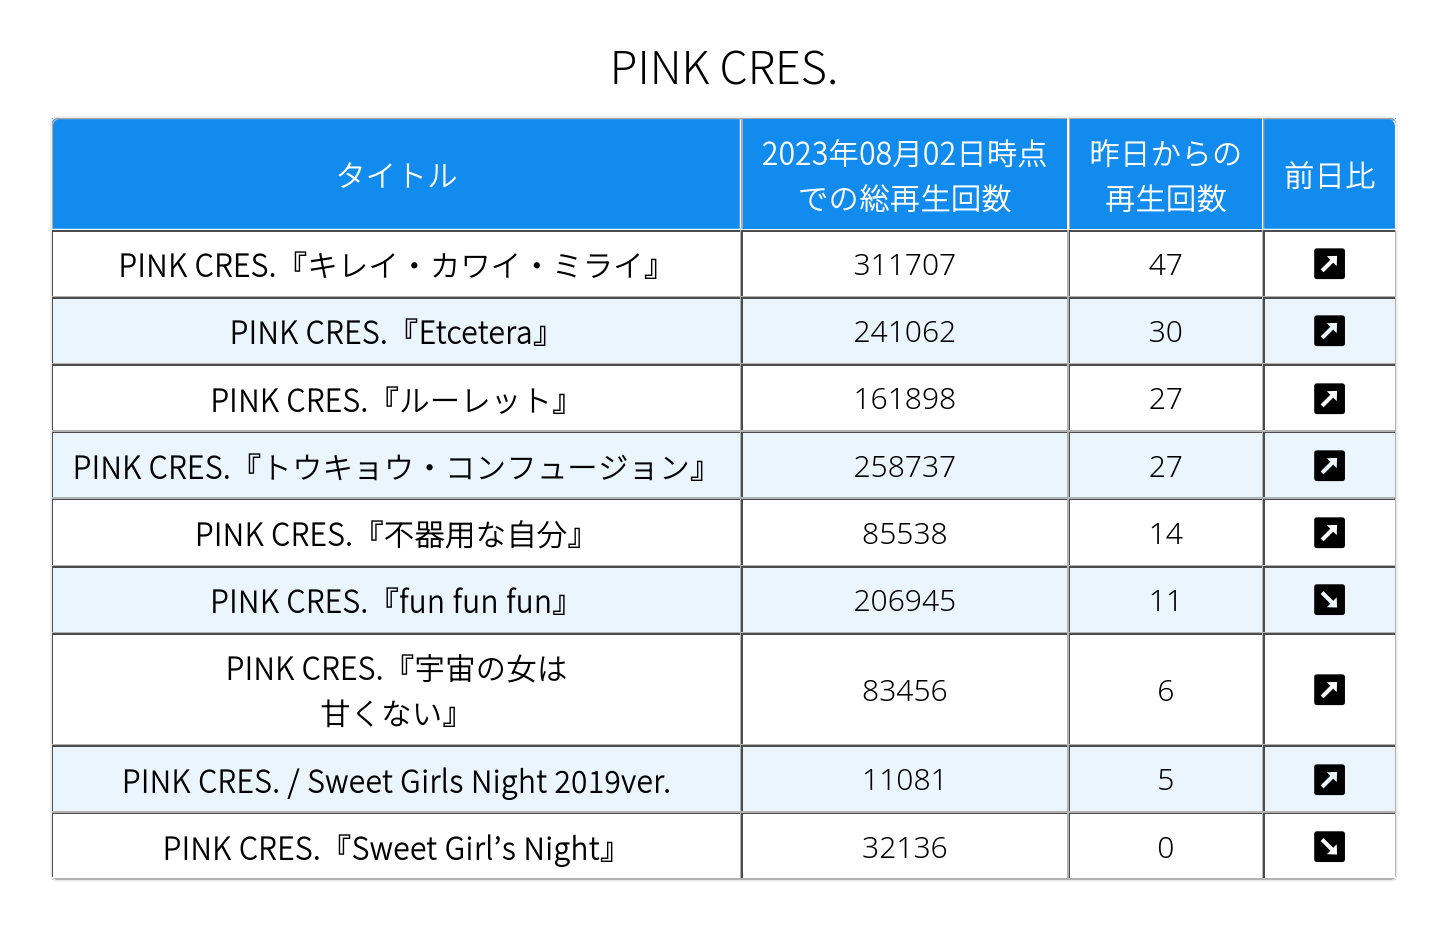 PINK CRES.
タイトル 2023年08月02日時点 昨日からの 前日比
での総再生回数 再生回数
PINK CRES.『キレイ・カワイ・ミライ』 311707 47
PINK CRES.『Etcetera』 241062 30
PINK CRES.『ルーレット』 161898 27
PINK CRES.『トウキョウ・コンフュージョン』 258737 27
PINK CRES.『不器用な自分』 85538 14
PINK CRES.『fun fun fun』 206945 11
PINK CRES.『宇宙の女は
甘くない』 83456 6
PINK CRES. / Sweet Girls Night 2019ver. 11081 5
PINK CRES.『Sweet Girl’s Night』 32136 0